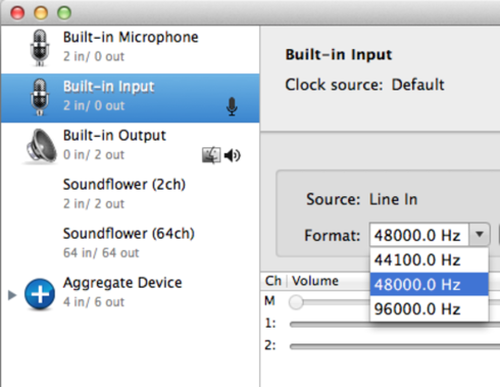 Built-in Microphone
2 in/ 0 out
Built-in Input
2 in/ 0 out
Built-in Output
0 in/ 2 out
Soundflower (2ch)
2 in/ 2 out
Soundflower (64ch)
64 in/ 64 out
Aggregate Device
4 in/ 6 out
Built-in Input
Clock source: Default
Source: Line In
Format: 48000.0 Hz
44100.0 Hz
48000.0 Hz
96000.0 Hz
Ch Volume
M
1:
2: